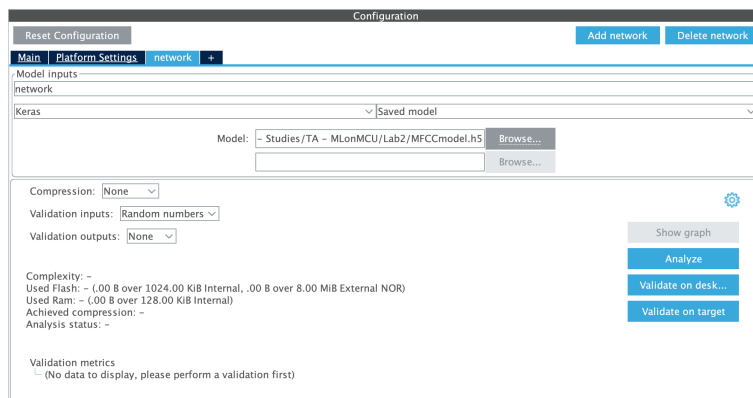 Configuration
Reset Configuration Add network Delete network
Main Platform Settings network +
Model inputs
network
Keras Saved model
Model: – Studies/TA – MLonMCU/Lab2/MFCCmodel.h5 Browse...
Browse...
Compression: None
Validation inputs: Random numbers
Validation outputs: None
Show graph
Analyze
Complexity: –
Used Flash: – (.00 B over 1024.00 KiB Internal, .00 B over 8.00 MiB External NOR)
Validate on desk...
Used Ram: – (.00 B over 128.00 KiB Internal)
Achieved compression: –
Validate on target
Analysis status: –
Validation metrics
(No data to display, please perform a validation first)